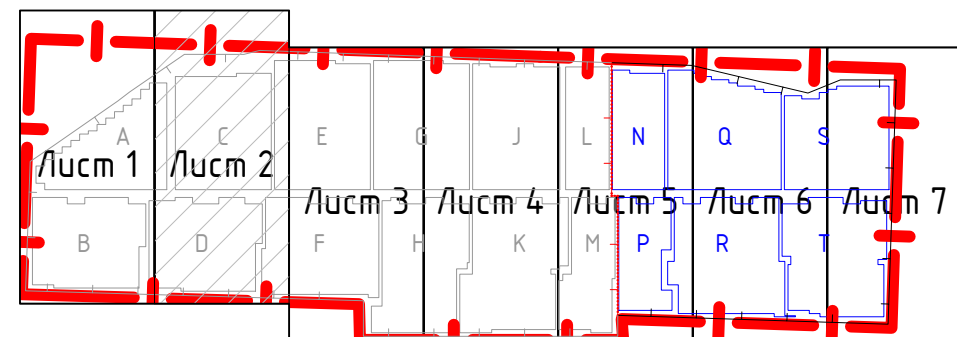 A C E G J L N Q S
Лист 1 Лист 2
Лист 3 Лист 4 Лист 5 Лист 6 Лист 7
B D F H K M P R T